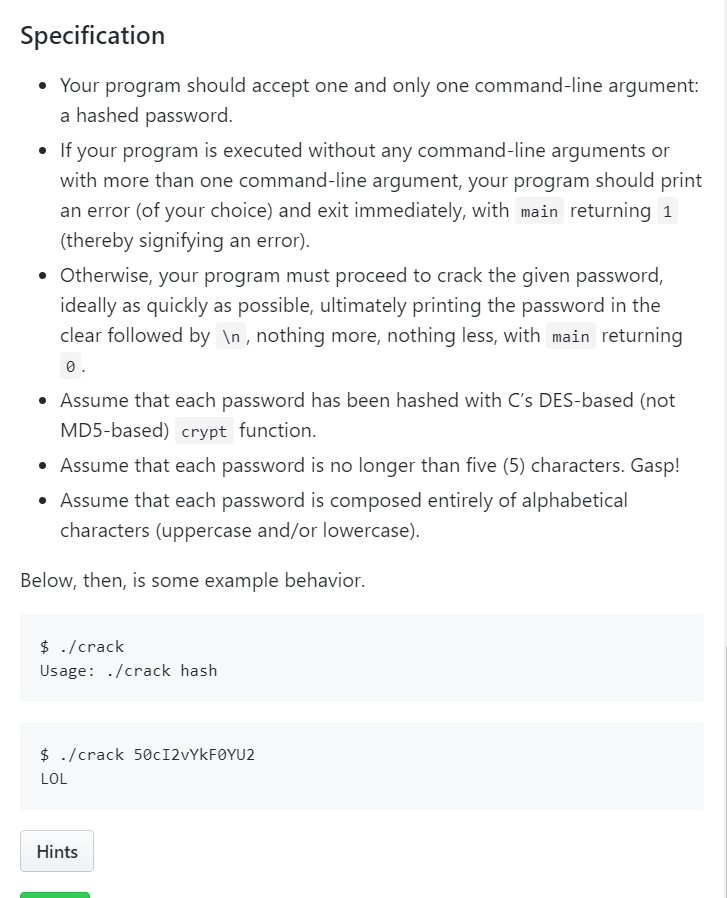 Specification
• Your program should accept one and only one command-line argument:
a hashed password.
• If your program is executed without any command-line arguments or
with more than one command-line argument, your program should print
an error (of your choice) and exit immediately, with main returning 1
(thereby signifying an error).
• Otherwise, your program must proceed to crack the given password,
ideally as quickly as possible, ultimately printing the password in the
clear followed by \n , nothing more, nothing less, with main returning
0 .
• Assume that each password has been hashed with C’s DES-based (not
MD5-based) crypt function.
• Assume that each password is no longer than five (5) characters. Gasp!
• Assume that each password is composed entirely of alphabetical
characters (uppercase and/or lowercase).
Below, then, is some example behavior.
$ ./crack
Usage: ./crack hash
$ ./crack 50cI2vYkF0YU2
LOL
Hints